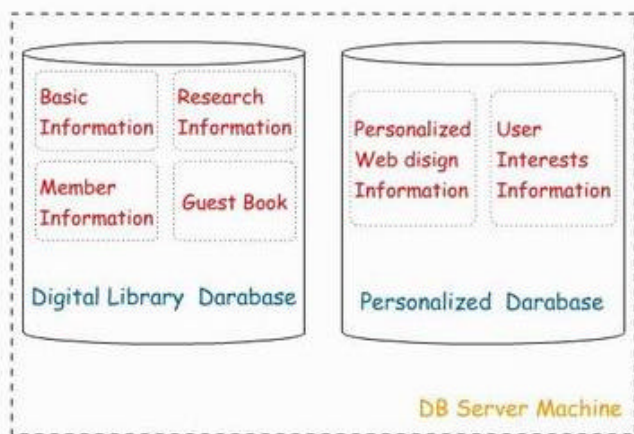 Basic
Information
Research
Information
Member
Information
Guest Book
Digital Library Darabase
Personalized
Web disign
Information
User
Interests
Information
Personalized Darabase
DB Server Machine